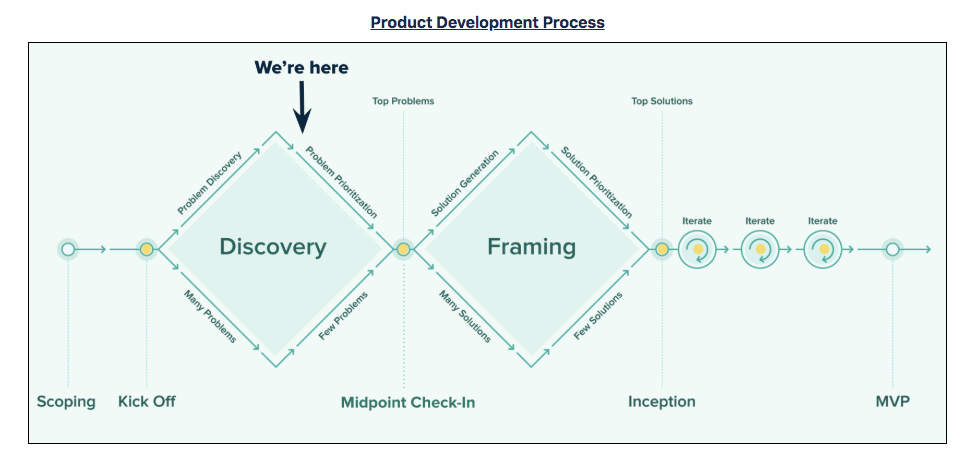 Product Development Process
We're here
Top Problems
Top Solutions
Problem Discovery
Problem Prioritization
Solution Generation
Solution Prioritization
Iterate
Iterate
Iterate
Discovery
Framing
Many Problems
Few Problems
Many Solutions
Few Solutions
Scoping
Kick Off
Midpoint Check-In
Inception
MVP